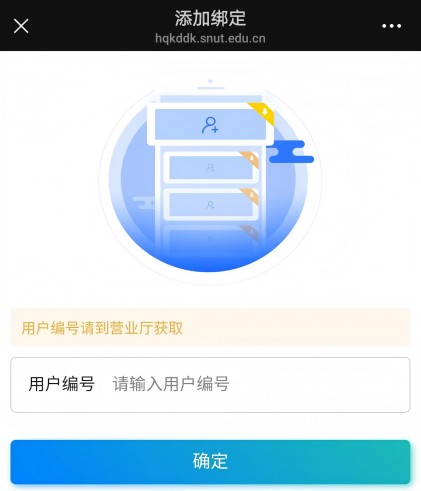 添加绑定
hqkddk.snut.edu.cn
用户编号请到营业厅获取
用户编号 请输入用户编号
确定